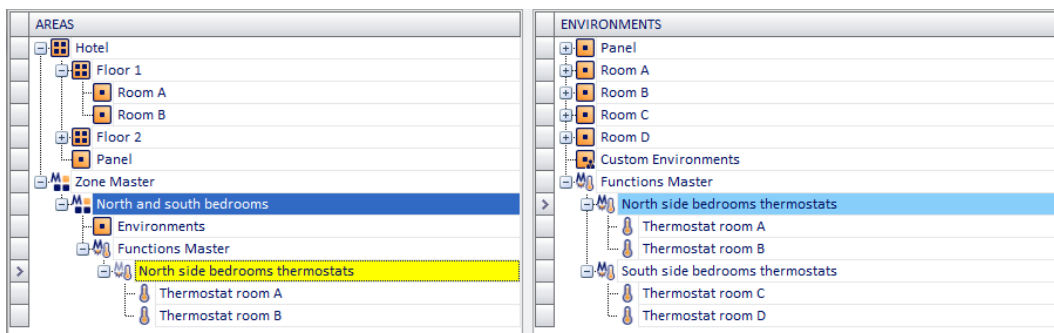 AREAS
Hotel
Floor 1
Room A
Room B
Floor 2
Panel
Zone Master
North and south bedrooms
Environments
Functions Master
North side bedrooms thermostats
Thermostat room A
Thermostat room B
ENVIRONMENTS
Panel
Room A
Room B
Room C
Room D
Custom Environments
Functions Master
North side bedrooms thermostats
Thermostat room A
Thermostat room B
South side bedrooms thermostats
Thermostat room C
Thermostat room D